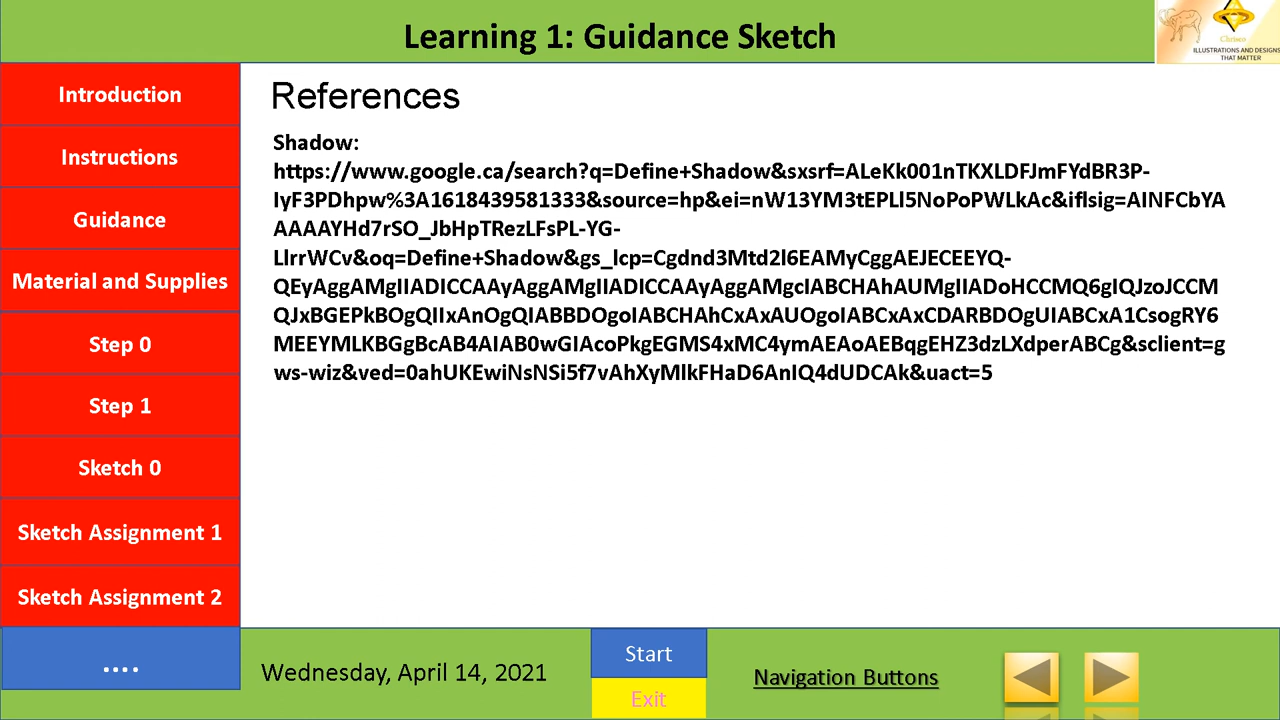 Learning 1: Guidance Sketch
Chrisco
ILLUSTRATIONS AND DESIGNS
THAT MATTER
Introduction
Instructions
Guidance
Material and Supplies
Step 0
Step 1
Sketch 0
Sketch Assignment 1
Sketch Assignment 2
....
References
Shadow:
https://www.google.ca/search?q=Define+Shadow&sxsrf=ALeKk001nTKXLDFJmFYdBR3P-
IyF3PDhpw%3A1618439581333&source=hp&ei=nW13YM3tEPLl5NoPoPWLkAc&iflsig=AINFCbYA
AAAAYHd7rSO_JbHpTRezLFsPL-YG-
LlrrWCv&oq=Define+Shadow&gs_lcp=Cgdnd3Mtd2l6EAMyCggAEJECEEYQ-
QEyAggAMgIIADICCAAyAggAMgIIADICCAAyAggAMgcIABCHAhAUMgIIADoHCCMQ6gIQJzoJCCM
QJxBGEPkBOgQIIxAnOgQIABBDOgoIABCHAhCxAxAUOgoIABCxAxCDARBDOgUIABCxA1CsogRY6
MEEYMLKBGgBcAB4AIAB0wGIAcoPkgEGMS4xMC4ymAEAoAEBqgEHZ3dzLXdperABCg&sclient=g
ws-wiz&ved=0ahUKEwiNsNSi5f7vAhXyMlkFHaD6AnIQ4dUDCAk&uact=5
Wednesday, April 14, 2021
Start
Exit
Navigation Buttons